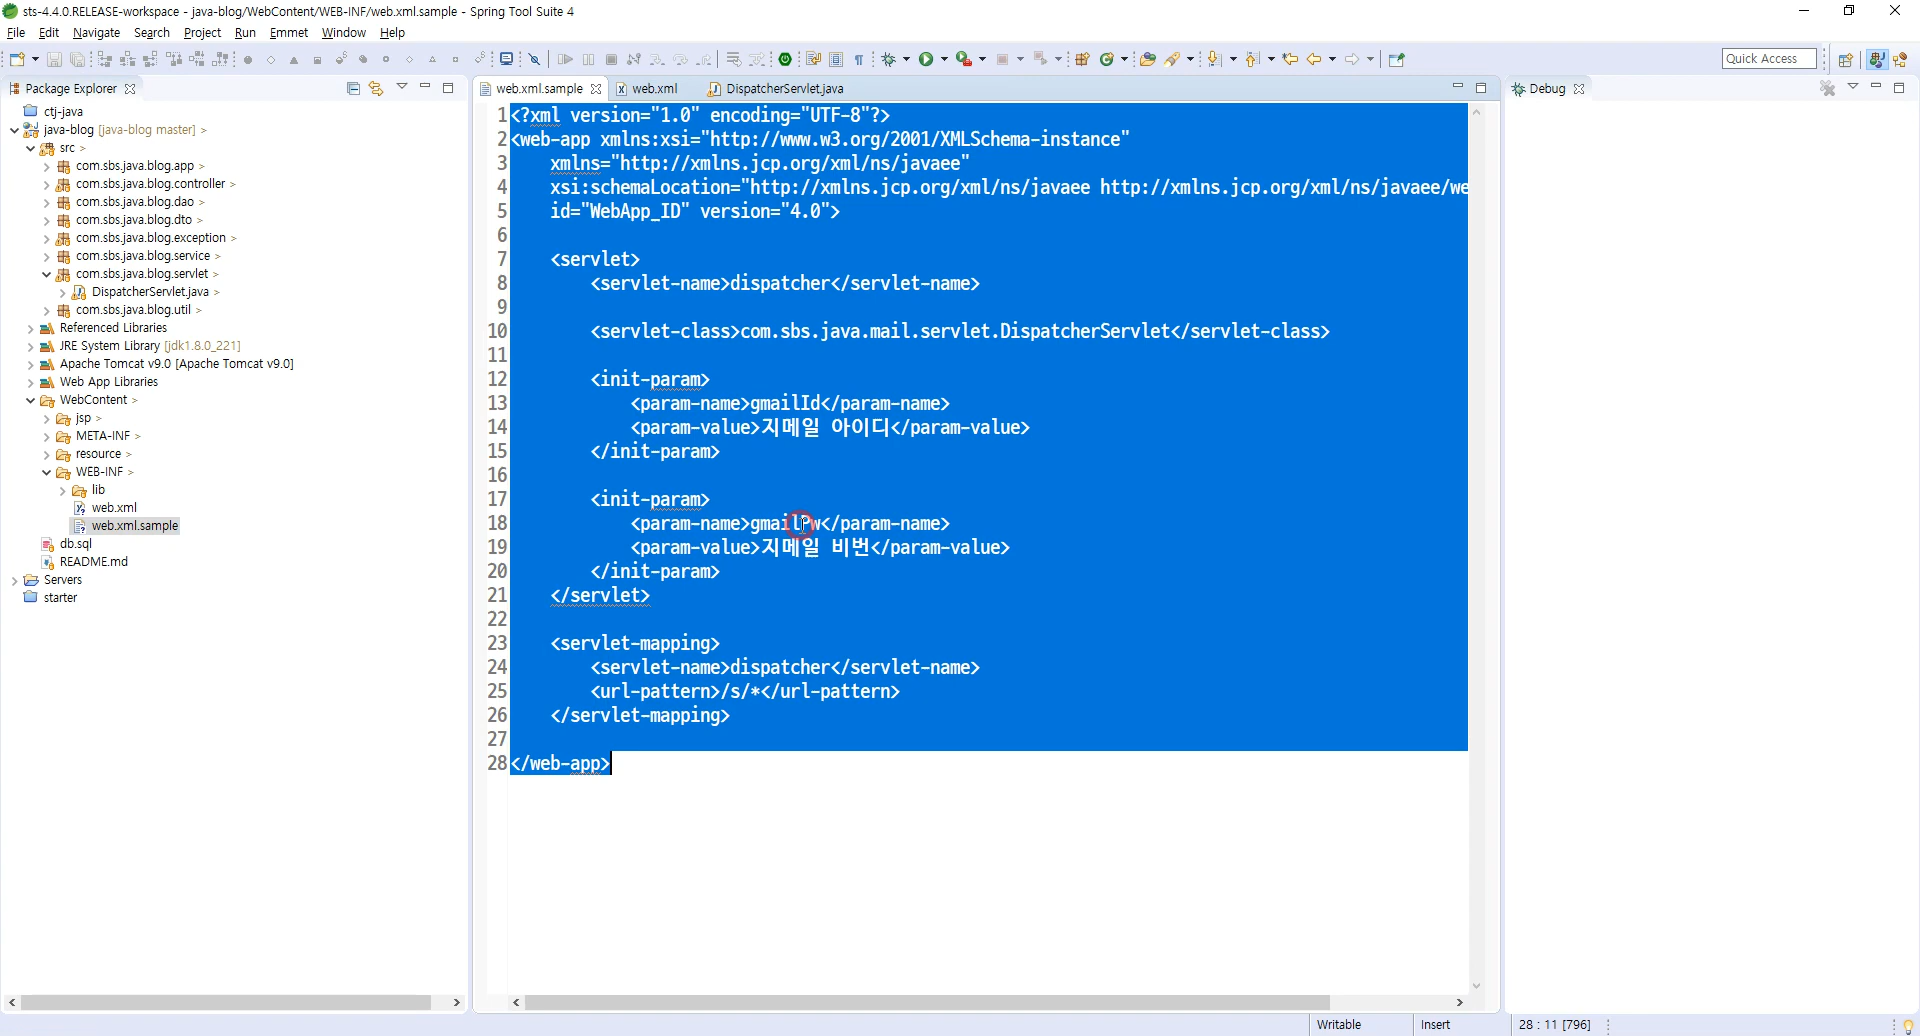 sts-4.4.0.RELEASE-workspace - java-blog/WebContent/WEB-INF/web.xml.sample - Spring Tool Suite 4
File Edit Navigate Search Project Run Emmet Window Help
Quick Access
Package Explorer
ctj-java
java-blog [java-blog master] >
src >
com.sbs.java.blog.app >
com.sbs.java.blog.controller >
com.sbs.java.blog.dao >
com.sbs.java.blog.dto >
com.sbs.java.blog.exception >
com.sbs.java.blog.service >
com.sbs.java.blog.servlet >
DispatcherServlet.java >
com.sbs.java.blog.util >
Referenced Libraries
JRE System Library [jdk1.8.0_221]
Apache Tomcat v9.0 [Apache Tomcat v9.0]
Web App Libraries
WebContent >
jsp >
META-INF >
resource >
WEB-INF >
lib
web.xml
web.xml.sample
db.sql
README.md
Servers
starter
web.xml.sample web.xml DispatcherServlet.java
1 <?xml version="1.0" encoding="UTF-8"?>
2 <web-app xmlns:xsi="http://www.w3.org/2001/XMLSchema-instance"
3 xmlns="http://xmlns.jcp.org/xml/ns/javaee"
4 xsi:schemaLocation="http://xmlns.jcp.org/xml/ns/javaee http://xmlns.jcp.org/xml/ns/javaee/we
5 id="WebApp_ID" version="4.0">
6
7 <servlet>
8 <servlet-name>dispatcher</servlet-name>
9
10 <servlet-class>com.sbs.java.mail.servlet.DispatcherServlet</servlet-class>
11
12 <init-param>
13 <param-name>gmailId</param-name>
14 <param-value>지메일 아이디</param-value>
15 </init-param>
16
17 <init-param>
18 <param-name>gmailPw</param-name>
19 <param-value>지메일 비번</param-value>
20 </init-param>
21 </servlet>
22
23 <servlet-mapping>
24 <servlet-name>dispatcher</servlet-name>
25 <url-pattern>/s/*</url-pattern>
26 </servlet-mapping>
27
28 </web-app>
Debug
Writable Insert 28 : 11 [796]